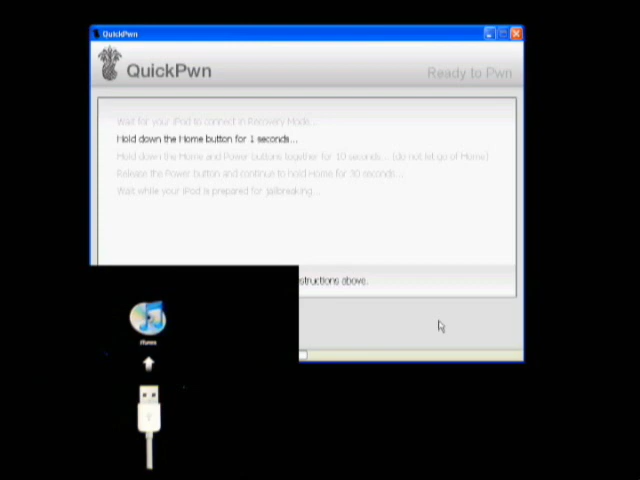 QuickPwn
QuickPwn
Ready to Pwn
Wait for your iPod to connect in Recovery Mode...
Hold down the Home button for 1 seconds...
Hold down the Home and Power buttons together for 10 seconds... (do not let go of Home)
Release the Power button and continue to hold Home for 30 seconds...
Wait while your iPod is prepared for jailbreaking...
structions above.
iTunes